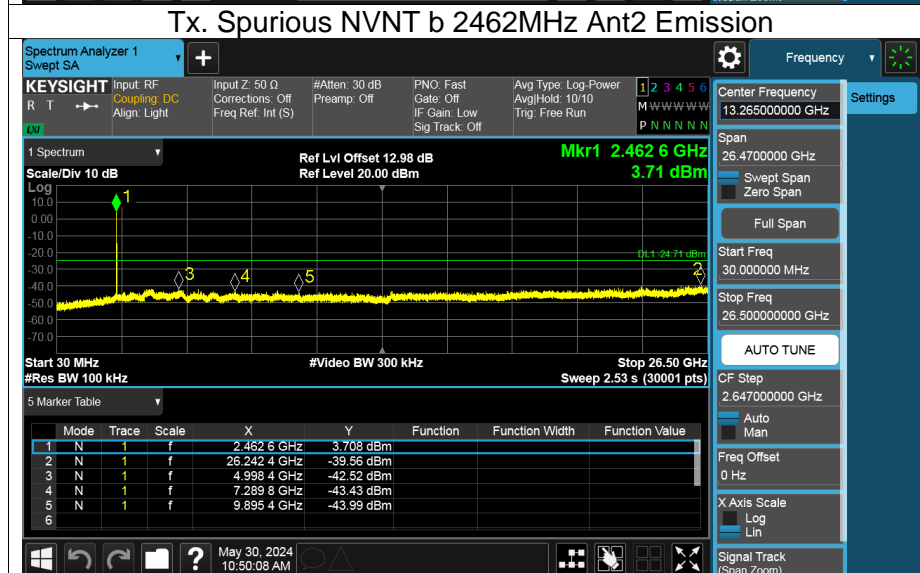 Tx. Spurious NVNT b 2462MHz Ant2 Emission
Spectrum Analyzer 1
Swept SA
+
Frequency
KEYSIGHT Input: RF Input Z: 50 Ω #Atten: 30 dB PNO: Fast Avg Type: Log-Power 1 2 3 4 5 6
R T Coupling: DC Corrections: Off Preamp: Off Gate: Off Avg|Hold: 10/10 M W W W W W
Align: Light Freq Ref: Int (S) IF Gain: Low Trig: Free Run
LXI Sig Track: Off P N N N N N
1 Spectrum
Ref Lvl Offset 12.98 dB Mkr1 2.462 6 GHz
Scale/Div 10 dB Ref Level 20.00 dBm 3.71 dBm
Log
10.0
0.00
-10.0
-20.0
-30.0
-40.0
-50.0
-60.0
-70.0
1
DL1 -24.71 dBm
3 4 5 2
Start 30 MHz #Video BW 300 kHz Stop 26.50 GHz
#Res BW 100 kHz Sweep 2.53 s (30001 pts)
5 Marker Table
Mode Trace Scale X Y Function Function Width Function Value
1 N 1 f 2.462 6 GHz 3.708 dBm
2 N 1 f 26.242 4 GHz -39.56 dBm
3 N 1 f 4.998 4 GHz -42.52 dBm
4 N 1 f 7.289 8 GHz -43.43 dBm
5 N 1 f 9.895 4 GHz -43.99 dBm
6
?
May 30, 2024
10:50:08 AM
Center Frequency
13.265000000 GHz
Settings
Span
26.4700000 GHz
Swept Span
Zero Span
Full Span
Start Freq
30.000000 MHz
Stop Freq
26.500000000 GHz
AUTO TUNE
CF Step
2.647000000 GHz
Auto
Man
Freq Offset
0 Hz
X Axis Scale
Log
Lin
Signal Track
(Span Zoom)